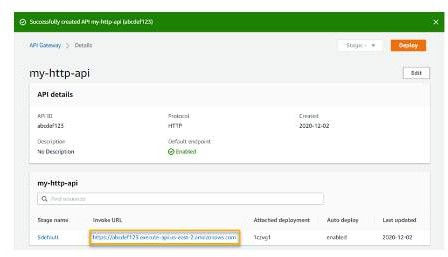 Successfully created API my-http-api (abcdef123)
API Gateway > Details
Stage: -
Deploy
my-http-api
Edit
API details
API ID
Protocol
Created
abcdef123
HTTP
2020-12-02
Description
Default endpoint
No Description
Enabled
my-http-api
Find resources
Stage name
Invoke URL
Attached deployment
Auto deploy
Last updated
$default
https://abcdef123.execute-api.us-east-2.amazonaws.com
enabled
2020-12-02